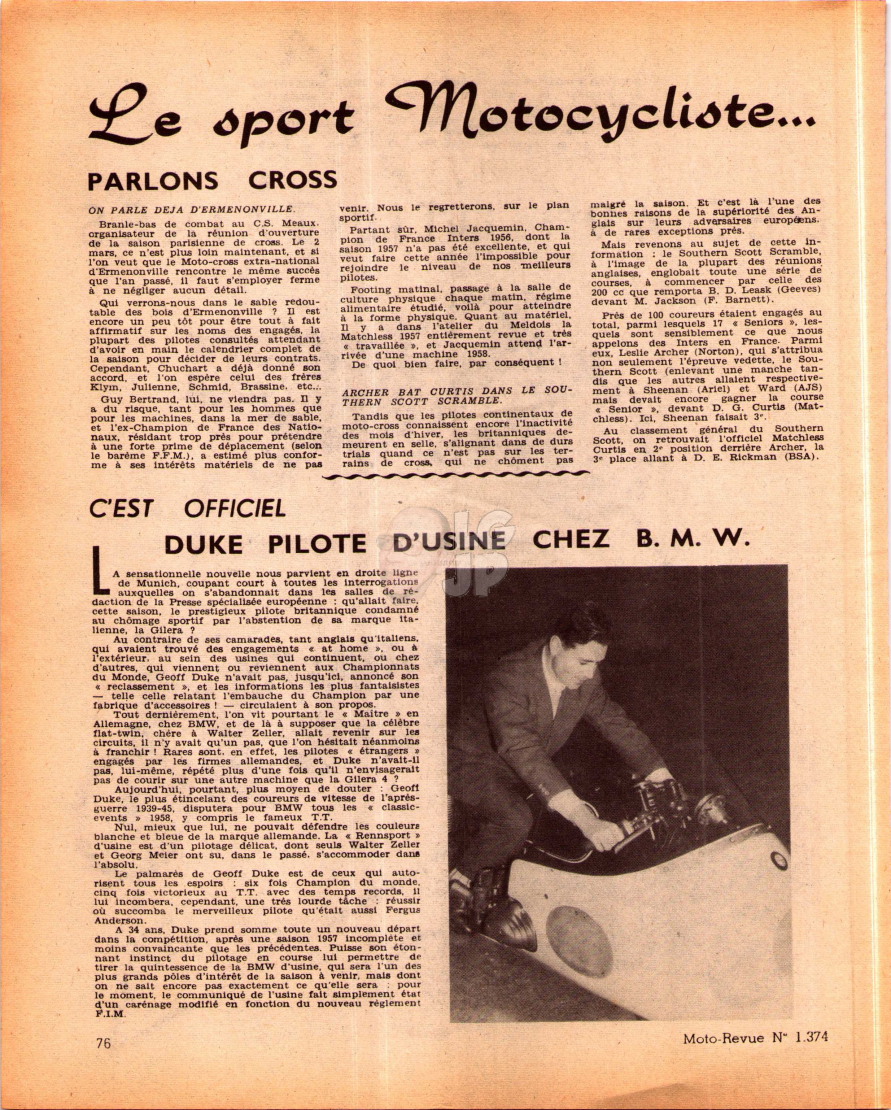 Le sport Motocycliste...
PARLONS CROSS
ON PARLE DEJA D'ERMENONVILLE.
Branle-bas de combat au C.S. Meaux,
organisateur de la réunion d'ouverture
de la saison parisienne de cross. Le 2
mars, ce n'est plus loin maintenant, et si
l'on veut que le Moto-cross extra-national
d'Ermenonville rencontre le même succès
que l'an passé, il faut s'employer ferme
à ne négliger aucun détail.
Qui verrons-nous dans le sable redou-
table des bois d'Ermenonville ? Il est
encore un peu tôt pour être tout à fait
affirmatif sur les noms des engagés, la
plupart des pilotes consultés attendant
d'avoir en main le calendrier complet de
la saison pour décider de leurs contrats.
Cependant, Chuchart a déjà donné son
accord, et l'on espère celui des frères
Klym, Julienne, Schmid, Brassine, etc...
Guy Bertrand, lui, ne viendra pas. Il y
a du risque, tant pour les hommes que
pour les machines, dans la mer de sable,
et l'ex-Champion de France des Natio-
naux, résidant trop près pour prétendre
à une forte prime de déplacement (selon
le barème F.F.M.), a estimé plus confor-
me à ses intérêts matériels de ne pas
venir. Nous le regretterons, sur le plan
sportif.
Partant sûr, Michel Jacquemin, Cham-
pion de France Inters 1956, dont la
saison 1957 n'a pas été excellente, et qui
veut faire cette année l'impossible pour
rejoindre le niveau de nos meilleurs
pilotes.
Footing matinal, passage à la salle de
culture physique chaque matin, régime
alimentaire étudié, voilà pour atteindre
à la forme physique. Quant au matériel,
Il y a dans l'atelier du Meldois la
Matchless 1957 entièrement revue et très
« travaillée », et Jacquemin attend l'ar-
rivée d'une machine 1958.
De quoi bien faire, par conséquent !
ARCHER BAT CURTIS DANS LE SOU-
THERN SCOTT SCRAMBLE.
Tandis que les pilotes continentaux de
moto-cross connaissent encore l'inactivité
des mois d'hiver, les britanniques de-
meurent en selle, s'alignant dans de durs
trials quand ce n'est pas sur les ter-
rains de cross, qui ne chôment pas
malgré la saison. Et c'est là l'une des
bonnes raisons de la supériorité des An-
glais sur leurs adversaires européens,
à de rares exceptions près.
Mais revenons au sujet de cette in-
formation : le Southern Scott Scramble,
à l'image de la plupart des réunions
anglaises, englobait toute une série de
courses, à commencer par celle des
200 cc que remporta B. D. Leask (Geeves)
devant M. Jackson (F. Barnett).
Près de 100 coureurs étaient engagés au
total, parmi lesquels 17 « Seniors », les-
quels sont sensiblement ce que nous
appelons des Inters en France. Parmi
eux, Leslie Archer (Norton), qui s'attribua
non seulement l'épreuve vedette, le Sou-
thern Scott (enlevant une manche tan-
dis que les autres allaient respective-
ment à Sheenan (Ariel) et Ward (AJS)
mais devait encore gagner la course
« Senior », devant D. G. Curtis (Mat-
chless). Ici, Sheenan faisait 3e.
Au classement général du Southern
Scott, on retrouvait l'officiel Matchless
Curtis en 2e position derrière Archer, la
3e place allant à D. E. Rickman (BSA).
C'EST OFFICIEL
DUKE PILOTE D'USINE CHEZ B. M. W.
LA sensationnelle nouvelle nous parvient en droite ligne
de Munich, coupant court à toutes les interrogations
auxquelles on s'abandonnait dans les salles de ré-
daction de la Presse spécialisée européenne : qu'allait faire,
cette saison, le prestigieux pilote britannique condamné
au chômage sportif par l'abstention de sa marque ita-
lienne, la Gilera ?
Au contraire de ses camarades, tant anglais qu'italiens,
qui avaient trouvé des engagements « at home », ou à
l'extérieur, au sein des usines qui continuent, ou chez
d'autres, qui viennent ou reviennent aux Championnats
du Monde, Geoff Duke n'avait pas, jusqu'ici, annoncé son
« reclassement », et les informations les plus fantaisistes
— telle celle relatant l'embauche du Champion par une
fabrique d'accessoires ! — circulaient à son propos.
Tout dernièrement, l'on vit pourtant le « Maître » en
Allemagne, chez BMW, et de là à supposer que la célèbre
flat-twin, chère à Walter Zeller, allait revenir sur les
circuits, il n'y avait qu'un pas, que l'on hésitait néanmoins
à franchir ! Rares sont, en effet, les pilotes « étrangers »
engagés par les firmes allemandes, et Duke n'avait-il
pas, lui-même, répété plus d'une fois qu'il n'envisagerait
pas de courir sur une autre machine que la Gilera 4 ?
Aujourd'hui, pourtant, plus moyen de douter : Geoff
Duke, le plus étincelant des coureurs de vitesse de l'après-
guerre 1939-45, disputera pour BMW tous les « classic-
events » 1958, y compris le fameux T.T.
Nul, mieux que lui, ne pouvait défendre les couleurs
blanche et bleue de la marque allemande. La « Rennsport »
d'usine est d'un pilotage délicat, dont seuls Walter Zeller
et Georg Meier ont su, dans le passé, s'accommoder dans
l'absolu.
Le palmarès de Geoff Duke est de ceux qui auto-
risent tous les espoirs : six fois Champion du monde,
cinq fois victorieux au T.T. avec des temps records, il
lui incombera, cependant, une très lourde tâche : réussir
où succomba le merveilleux pilote qu'était aussi Fergus
Anderson.
A 34 ans, Duke prend somme toute un nouveau départ
dans la compétition, après une saison 1957 incomplète et
moins convaincante que les précédentes. Puisse son éton-
nant instinct du pilotage en course lui permettre de
tirer la quintessence de la BMW d'usine, qui sera l'un des
plus grands pôles d'intérêt de la saison à venir, mais dont
on ne sait encore pas exactement ce qu'elle sera : pour
le moment, le communiqué de l'usine fait simplement état
d'un carénage modifié en fonction du nouveau règlement
F.I.M.
76
Moto-Revue N° 1.374